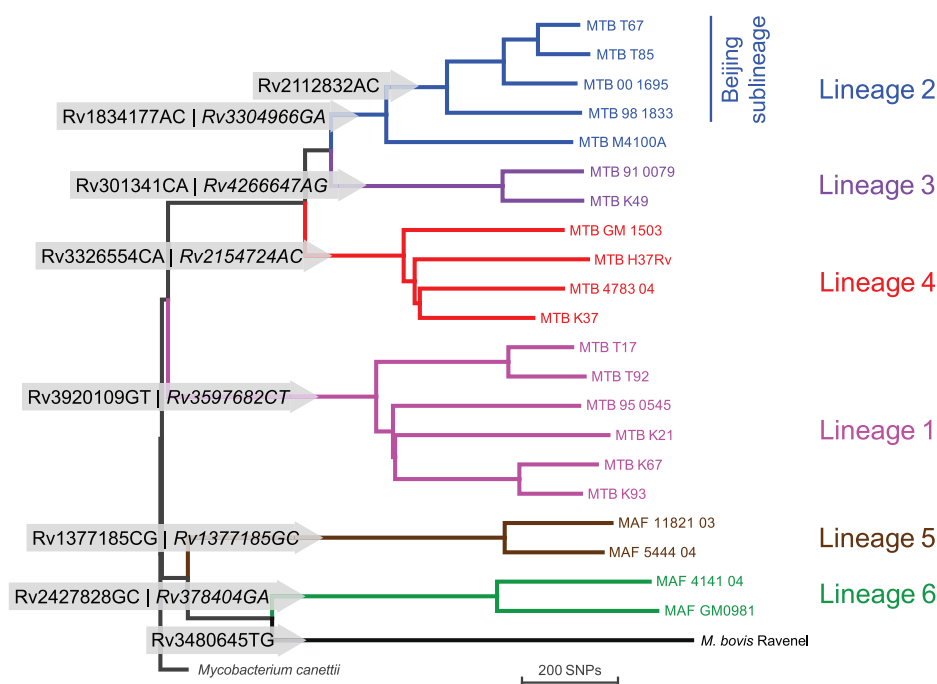 MTB T67
MTB T85
Rv2112832AC
MTB 00 1695
Beijing
sublineage
Lineage 2
Rv1834177AC | Rv3304966GA
MTB 98 1833
MTB M4100A
MTB 91 0079
Rv301341CA | Rv4266647AG
Lineage 3
MTB K49
MTB GM 1503
Rv3326554CA | Rv2154724AC
MTB H37Rv
Lineage 4
MTB 4783 04
MTB K37
MTB T17
MTB T92
Rv3920109GT | Rv3597682CT
MTB 95 0545
Lineage 1
MTB K21
MTB K67
MTB K93
MAF 11821 03
Rv1377185CG | Rv1377185GC
Lineage 5
MAF 5444 04
MAF 4141 04
Rv2427828GC | Rv378404GA
Lineage 6
MAF GM0981
Rv3480645TG
M. bovis Ravenel
Mycobacterium canettii
200 SNPs